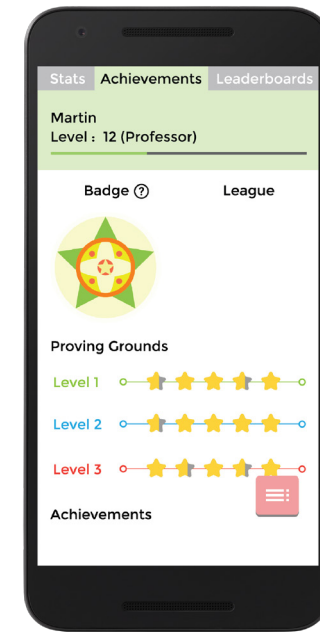 Stats Achievements Leaderboards
Martin
Level : 12 (Professor)
Badge ? League
Proving Grounds
Level 1
Level 2
Level 3
Achievements